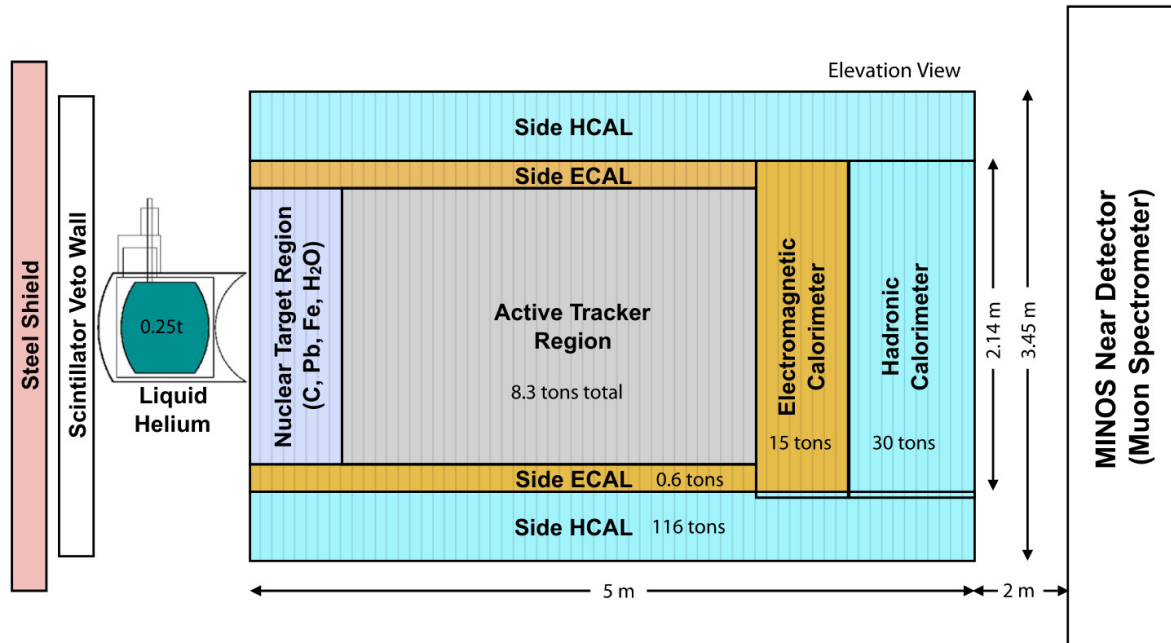 Elevation View
Steel Shield
Scintillator Veto Wall
0.25t
Liquid
Helium
Side HCAL
Side ECAL
Nuclear Target Region
(C, Pb, Fe, H₂O)
Active Tracker
Region
8.3 tons total
Electromagnetic
Calorimeter
15 tons
Hadronic
Calorimeter
30 tons
Side ECAL 0.6 tons
Side HCAL 116 tons
2.14 m
3.45 m
5 m
2 m
MINOS Near Detector
(Muon Spectrometer)